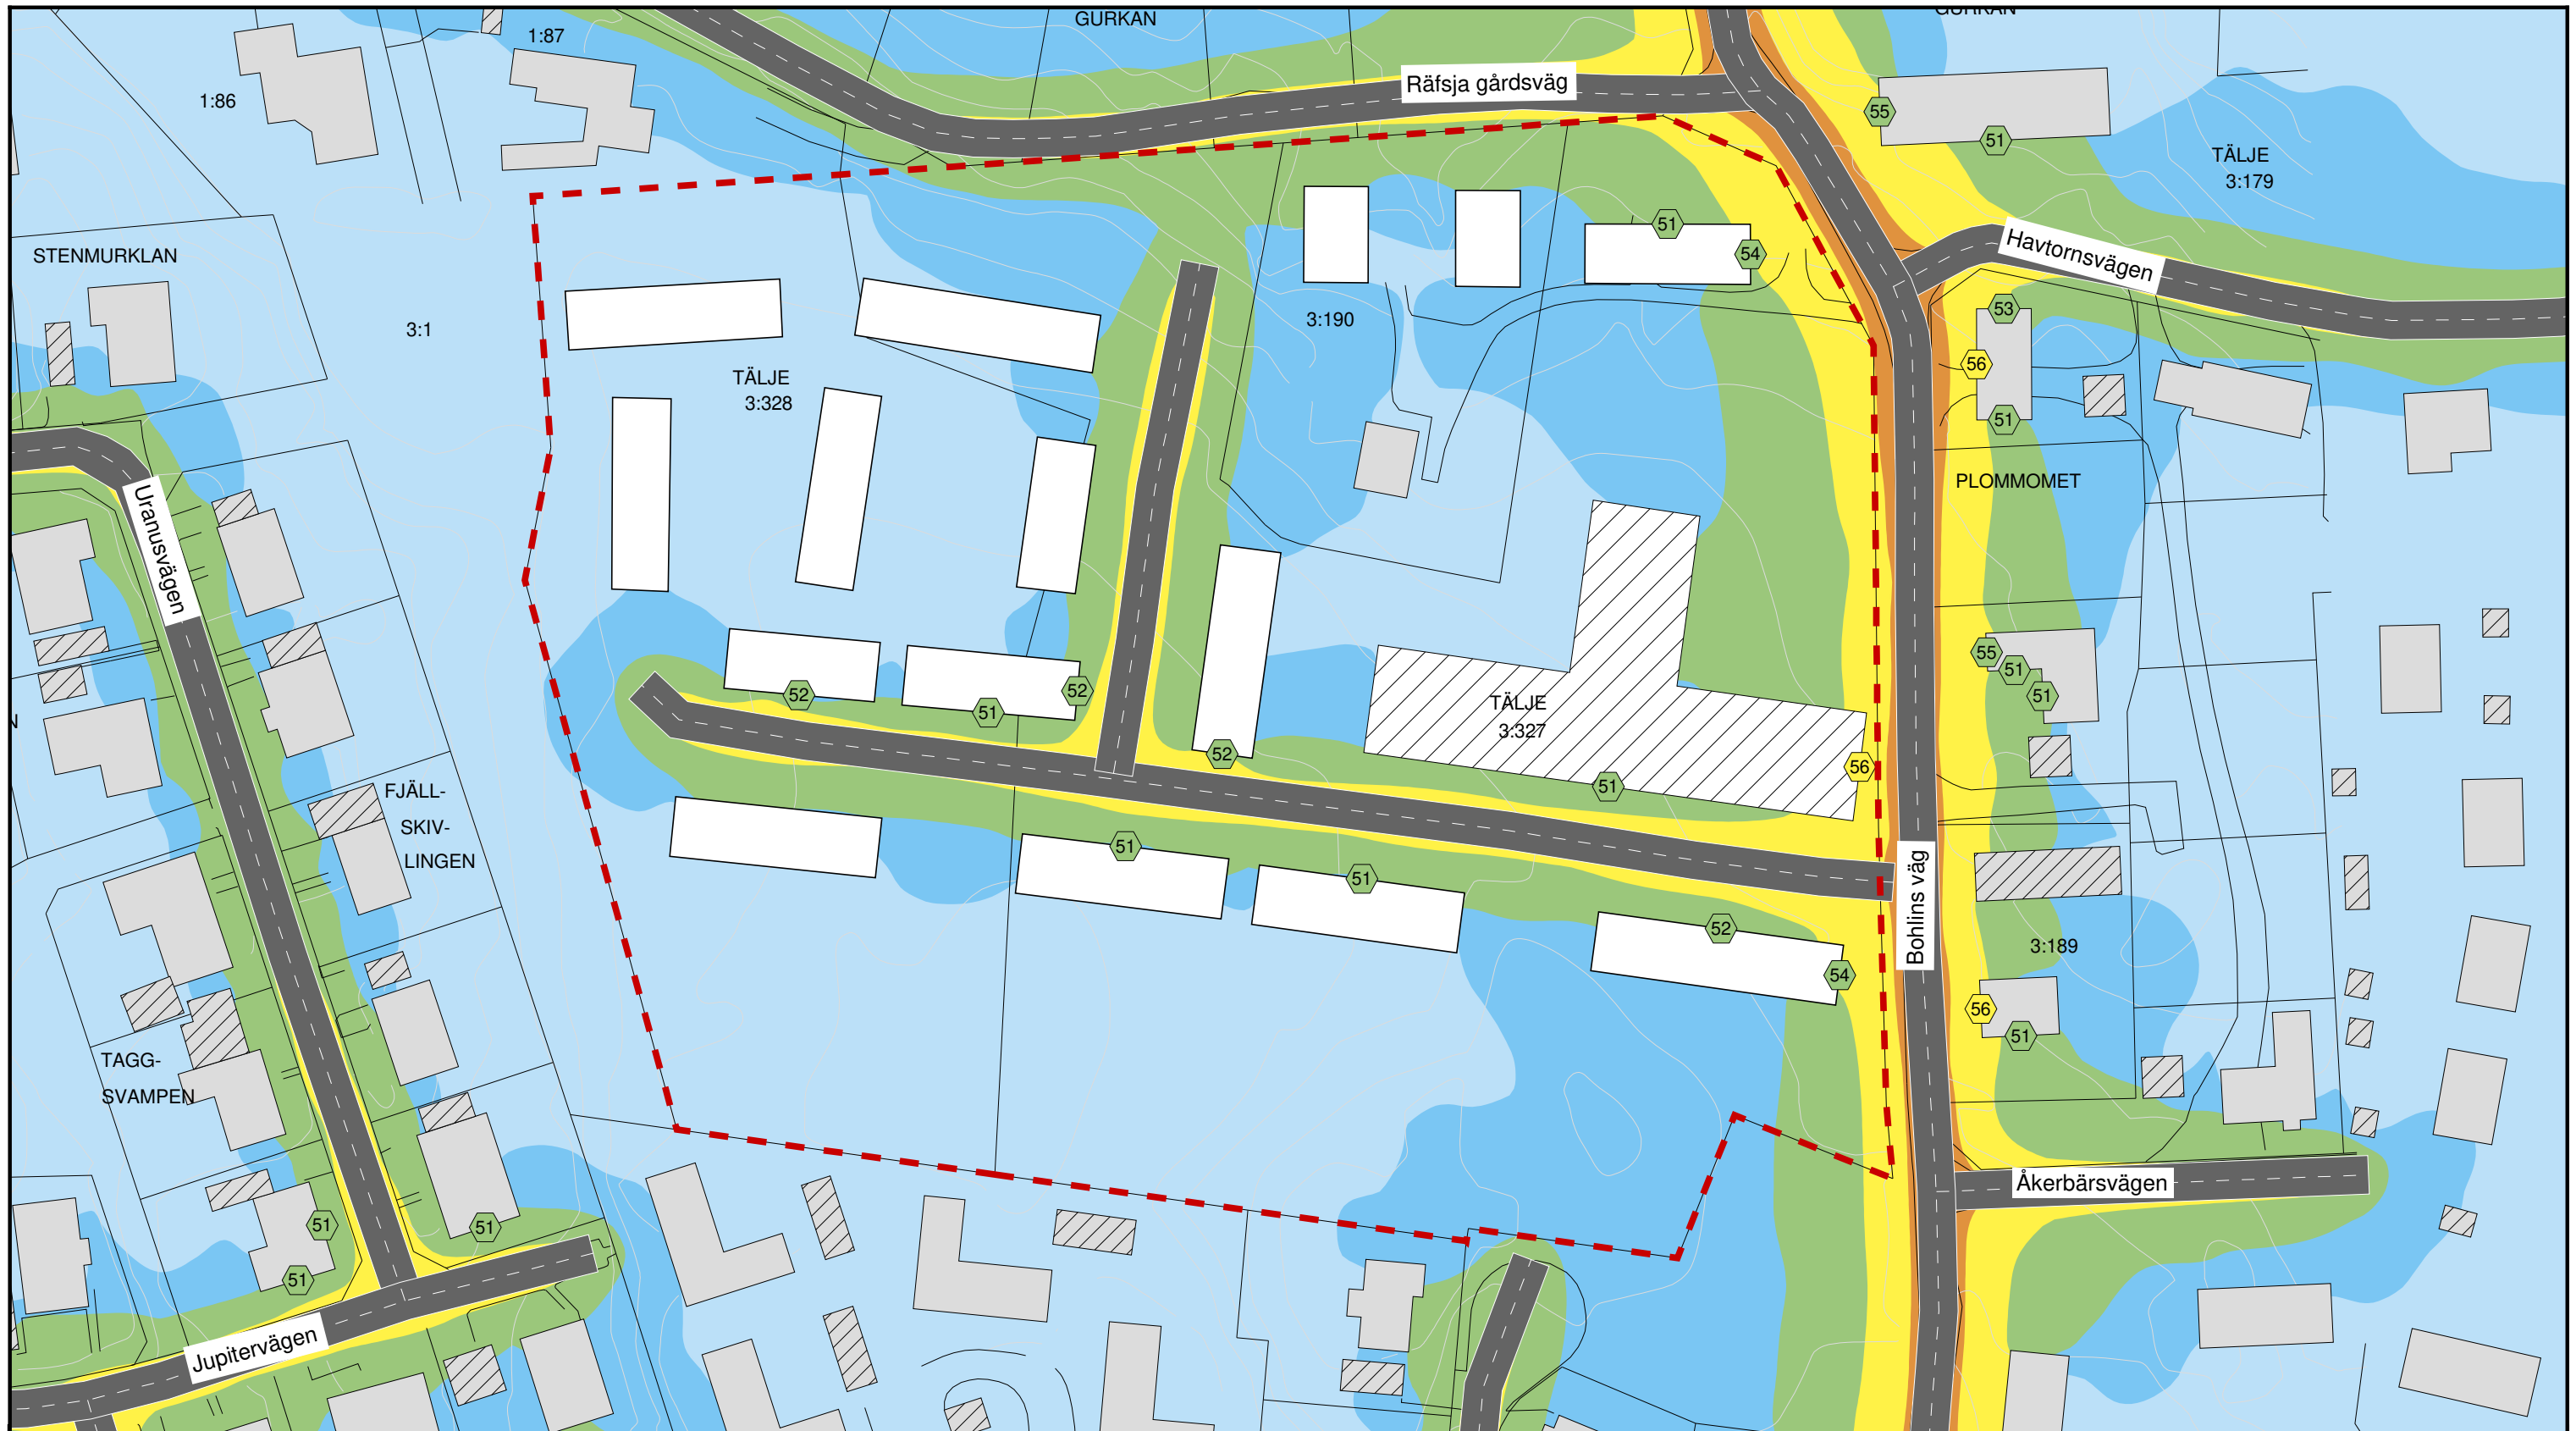 GURKAN
GURKAN
1:87
Räfsja gårdsväg
1:86
55
51
TÄLJE
3:179
51
54
STENMURKLAN
Havtornsvägen
3:1
3:190
53
56
TÄLJE
3:328
51
PLOMMOMET
Uranusvägen
55
51
51
52
51
52
N
TÄLJE
3:327
52
56
51
FJÄLL-
SKIV-
LINGEN
51
51
Bohlins väg
52
54
3:189
56
51
TAGG-
SVAMPEN
Åkerbärsvägen
51
51
51
Jupitervägen